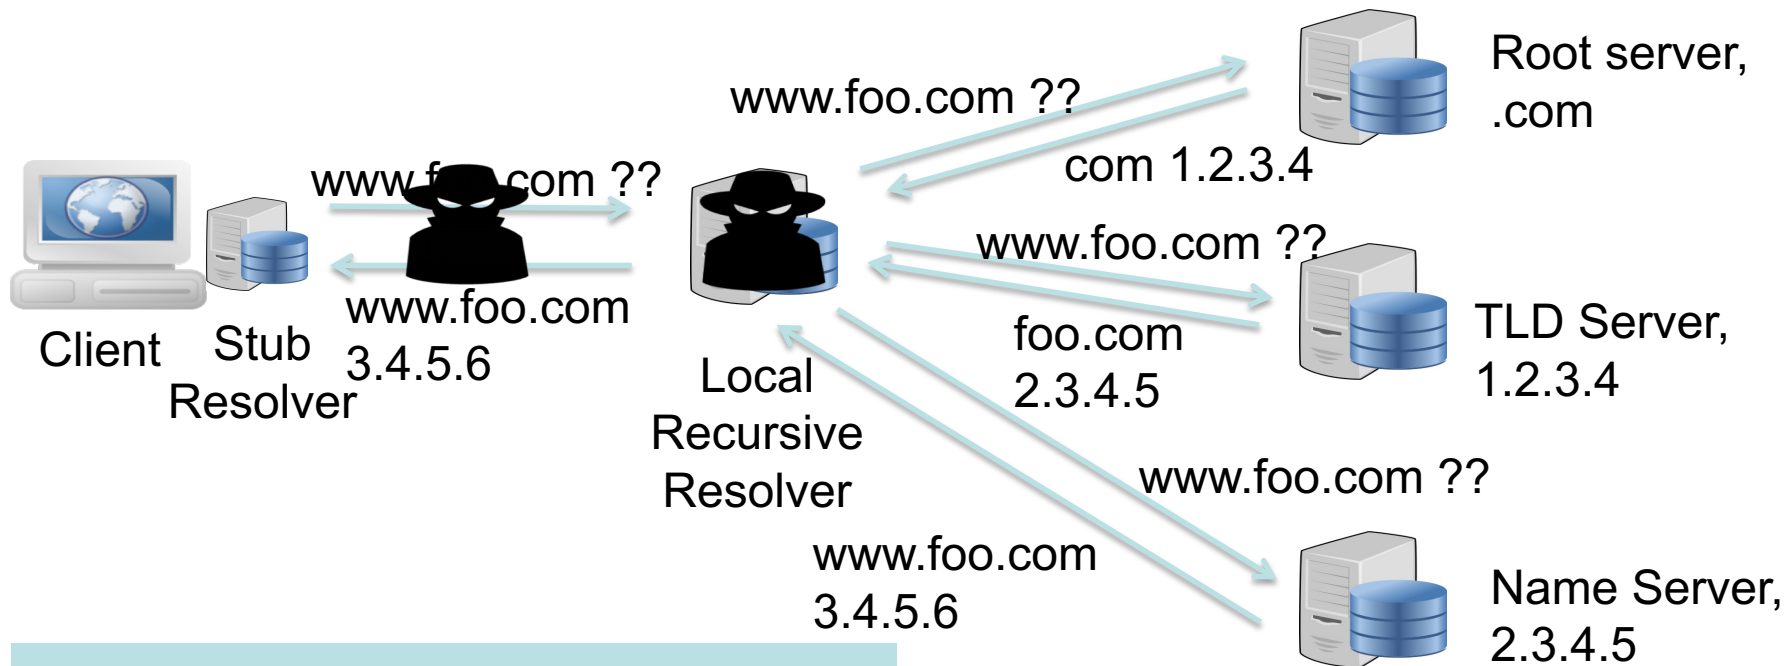 Root server,
.com
www.foo.com ??
com 1.2.3.4
www.f com ??
www.foo.com ??
www.foo.com
3.4.5.6
Client
Stub
Resolver
Local
Recursive
Resolver
foo.com
2.3.4.5
TLD Server,
1.2.3.4
www.foo.com ??
www.foo.com
3.4.5.6
Name Server,
2.3.4.5